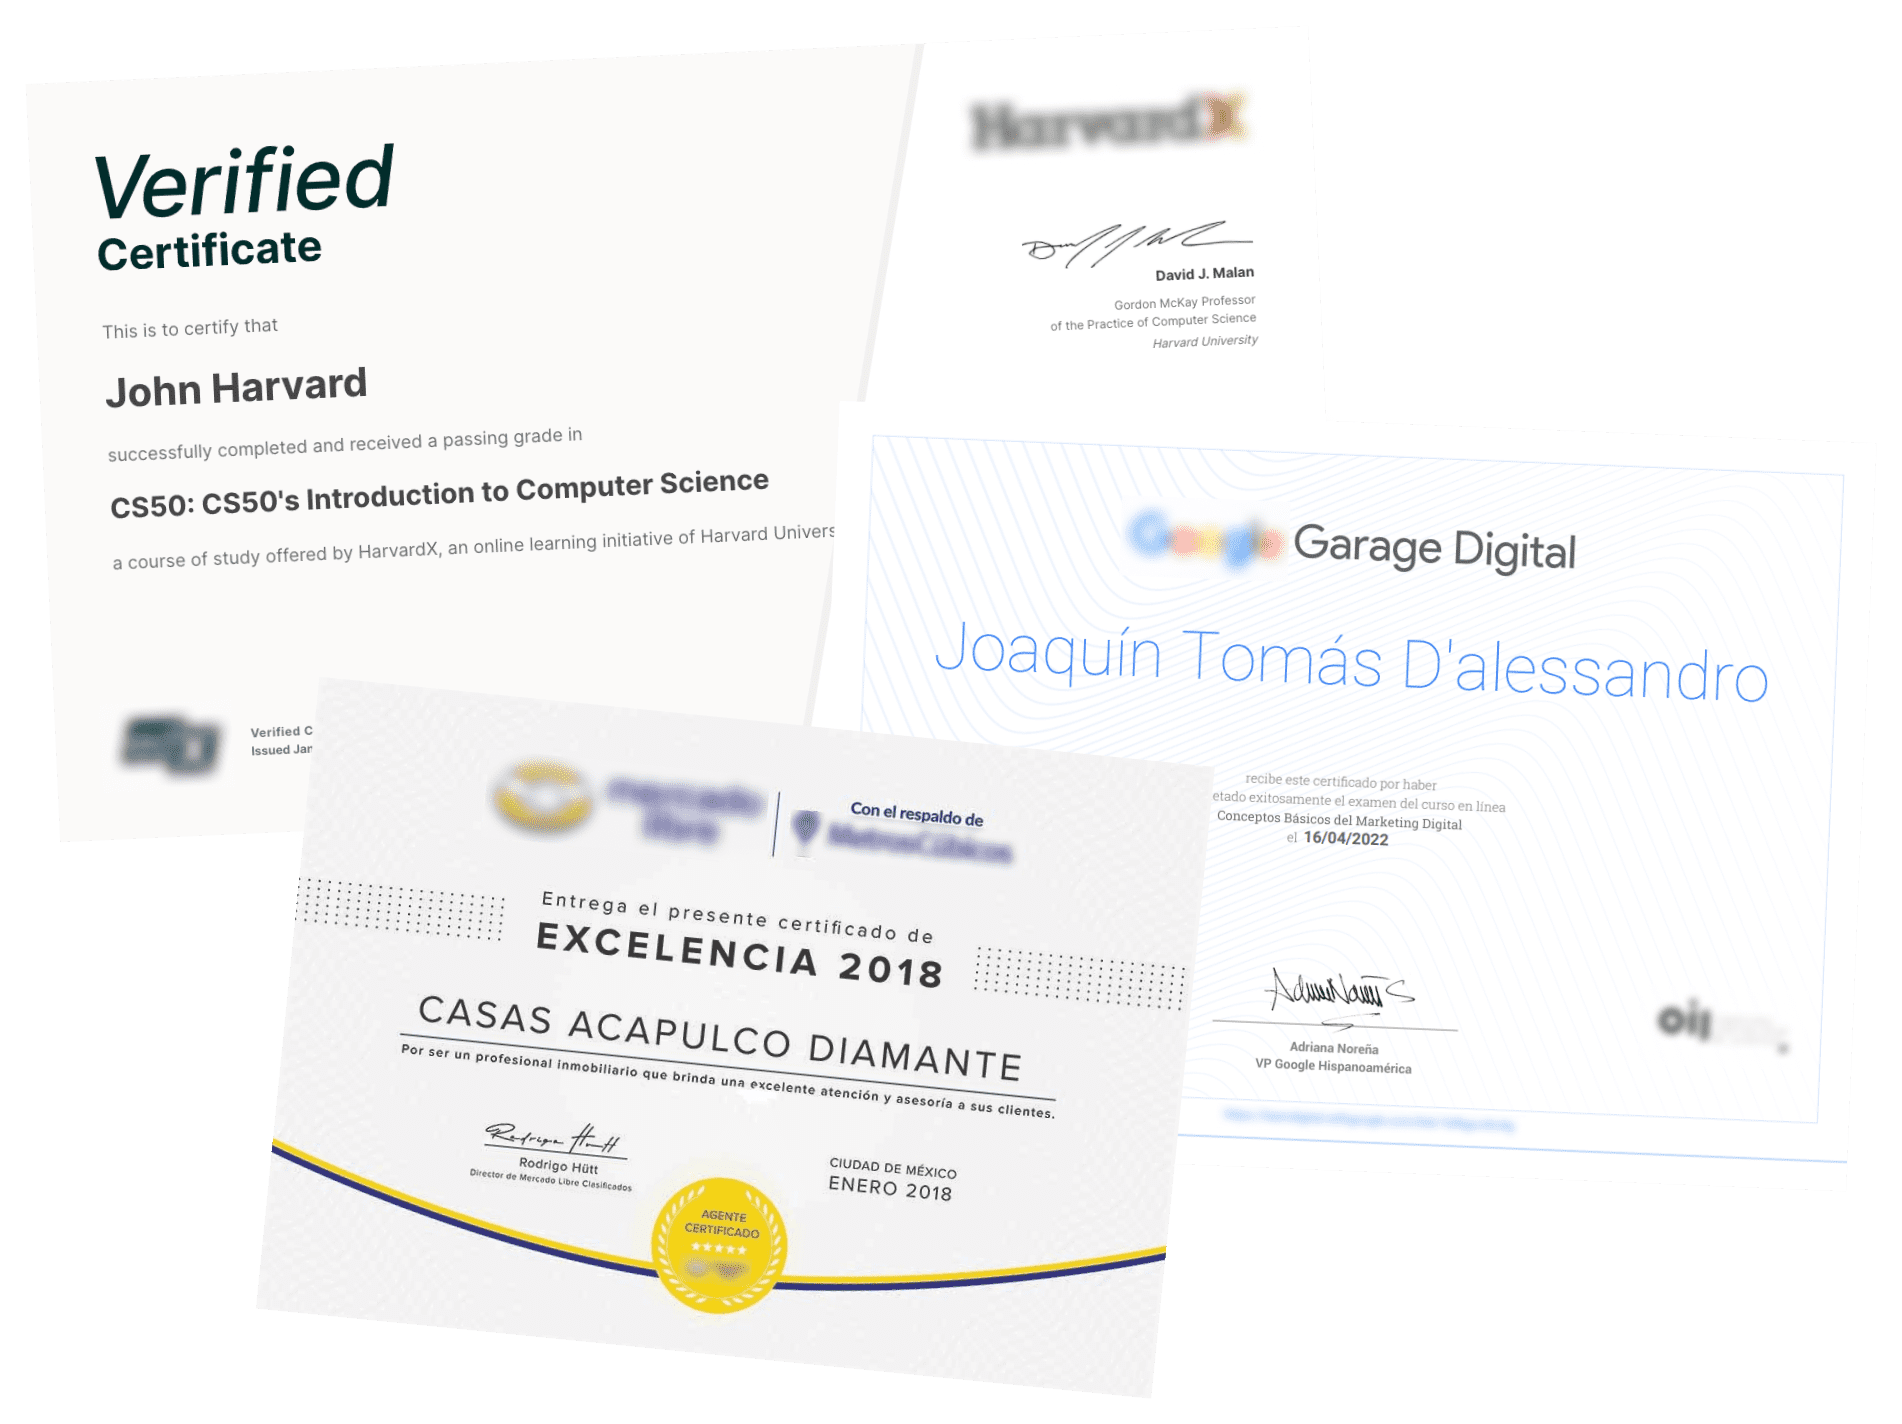 Verified
Certificate
This is to certify that
John Harvard
successfully completed and received a passing grade in
CS50: CS50's Introduction to Computer Science
a course of study offered by HarvardX, an online learning initiative of Harvard Univers
Verified C
Issued Jan
HarvardX
David J. Malan
Gordon McKay Professor
of the Practice of Computer Science
Harvard University
Google Garage Digital
Joaquín Tomás D'alessandro
recibe este certificado por haber
etado exitosamente el examen del curso en línea
Conceptos Básicos del Marketing Digital
el 16/04/2022
Adriana Noreña
VP Google Hispanoamérica
mercado
libre
Con el respaldo de
MetrosCúbicos
Entrega el presente certificado de
EXCELENCIA 2018
CASAS ACAPULCO DIAMANTE
Por ser un profesional inmobiliario que brinda una excelente atención y asesoría a sus clientes.
Rodrigo Hütt
Rodrigo Hütt
Director de Mercado Libre Clasificados
CIUDAD DE MÉXICO
ENERO 2018
AGENTE
CERTIFICADO